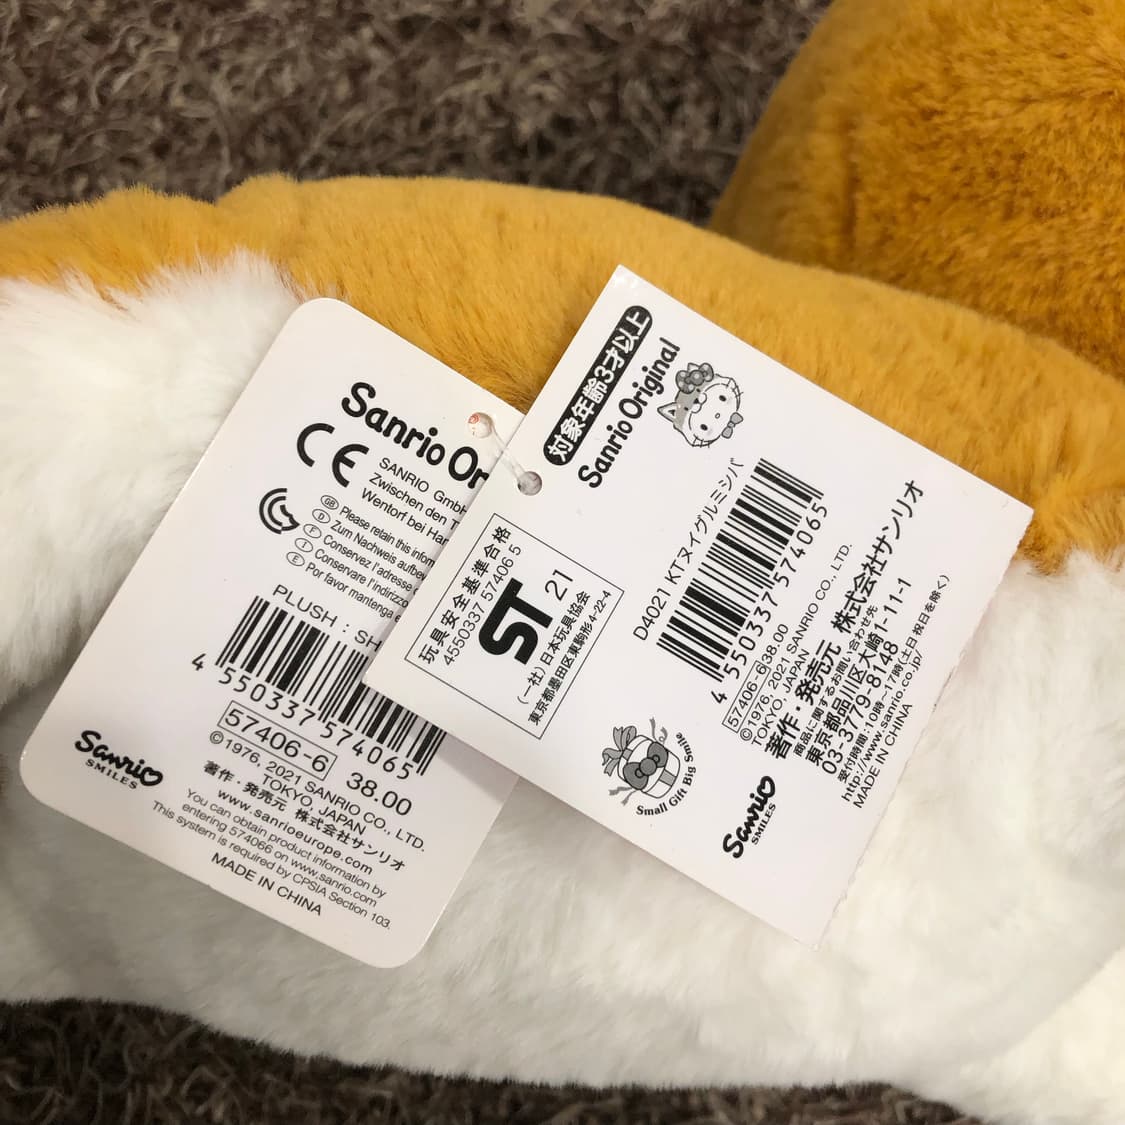 Sanrio Or
CE
SANRIO GmbH
Zwischen den T
Wentorf bei Ham
GB Please retain this inform
D Zum Nachweis aufbew
F Conservez l'adresse e
I Conservare l'indirizzo
E Por favor mantenga e
PLUSH : SH
4 550337 574065
57406-6 38.00
©1976, 2021 SANRIO CO., LTD.
TOKYO, JAPAN
著作・発売元 株式会社サンリオ
www.sanrioeurope.com
You can obtain product information by
entering 574066 on www.sanrio.com
This system is required by CPSIA Section 103.
MADE IN CHINA
Sanrio
SMILES
対象年齢3才以上
Sanrio Original
玩具安全基準合格
4550337 57406 5
ST 21
(一社)日本玩具協会
東京都墨田区東駒形4-22-4
D4021 KTヌイグルミシバ
4 550337 574065
57406-6 38.00
©1976, 2021 SANRIO CO., LTD.
TOKYO, JAPAN
著作・発売元 株式会社サンリオ
商品に関するお問い合わせ先
東京都品川区大崎1-11-1
03-3779-8148
受付時間:10時〜17時(土日 祝日を除く)
http://www.sanrio.co.jp/
MADE IN CHINA
Small Gift Big Smile
Sanrio
SMILES